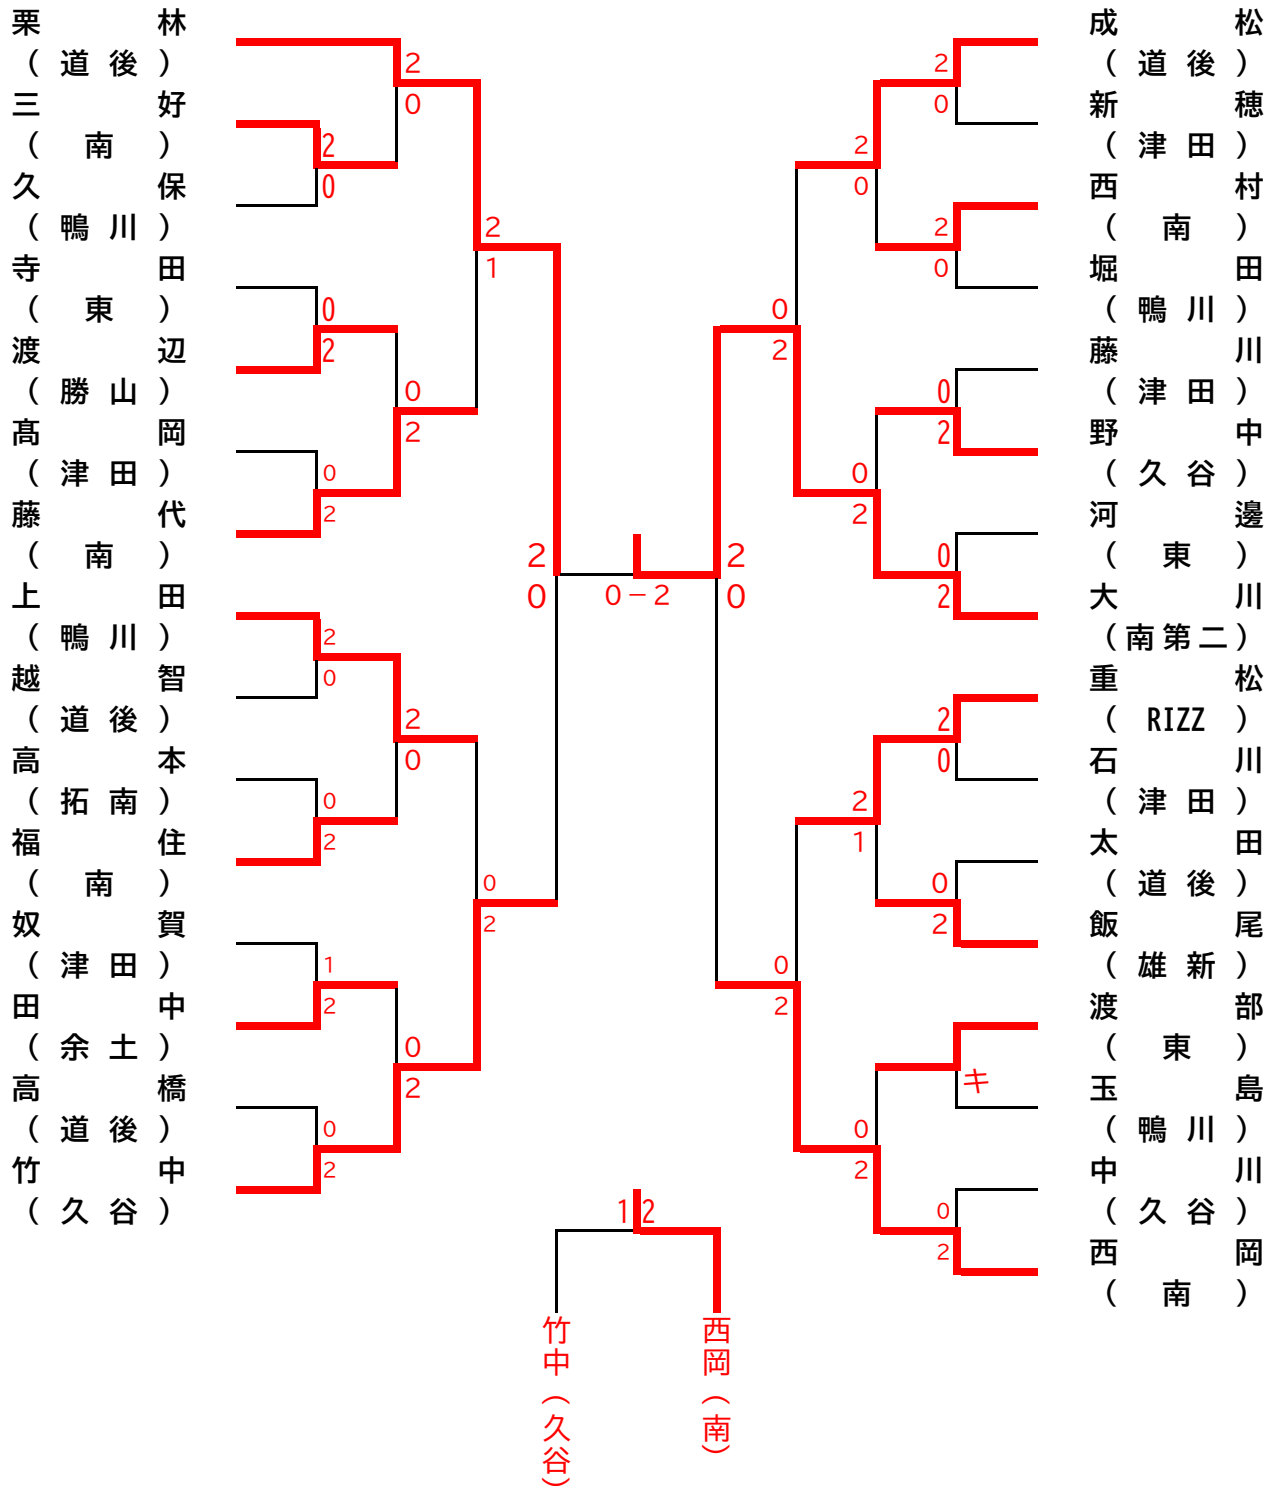 栗林
(道後)
三好
(南)
久保
(鴨川)
寺田
(東)
渡辺
(勝山)
髙岡
(津田)
藤代
(南)
上田
(鴨川)
越智
(道後)
高本
(拓南)
福住
(南)
奴賀
(津田)
田中
(余土)
高橋
(道後)
竹中
(久谷)
2
0
2
0
2
1
0
2
0
2
0
2
2
0
2
0
2
0
0
2
0
2
1
2
0
2
0
2
0-2
2
0
1 2
竹中(久谷)
西岡(南)
2
0
2
0
2
0
0
2
0
2
0
2
0
2
2
0
2
1
0
2
0
2
キ
0
2
0
2
成松
(道後)
新穂
(津田)
西村
(南)
堀田
(鴨川)
藤川
(津田)
野中
(久谷)
河邊
(東)
大川
(南第二)
重松
(RIZZ)
石川
(津田)
太田
(道後)
飯尾
(雄新)
渡部
(東)
玉島
(鴨川)
中川
(久谷)
西岡
(南)